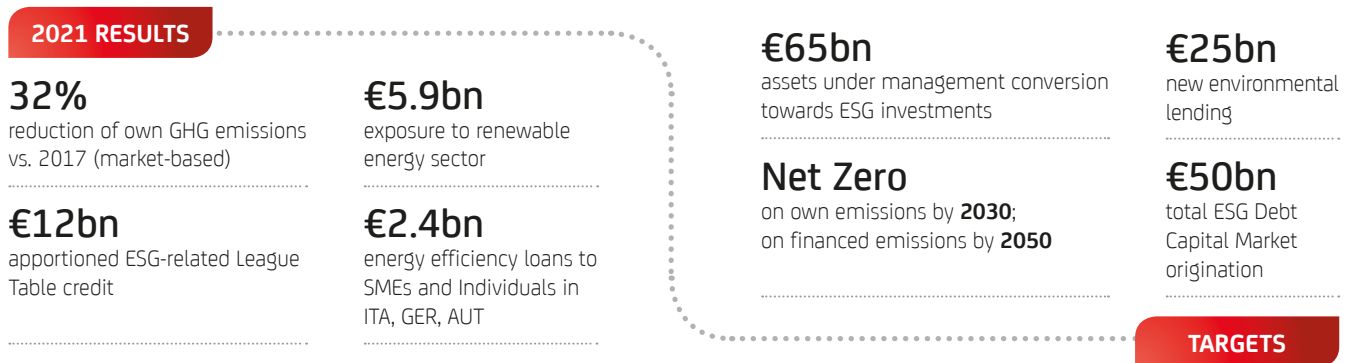 2021 RESULTS
32%
reduction of own GHG emissions
vs. 2017 (market-based)
€5.9bn
exposure to renewable
energy sector
€12bn
apportioned ESG-related League
Table credit
€2.4bn
energy efficiency loans to
SMEs and Individuals in
ITA, GER, AUT
€65bn
assets under management conversion
towards ESG investments
€25bn
new environmental
lending
Net Zero
on own emissions by 2030;
on financed emissions by 2050
€50bn
total ESG Debt
Capital Market
origination
TARGETS